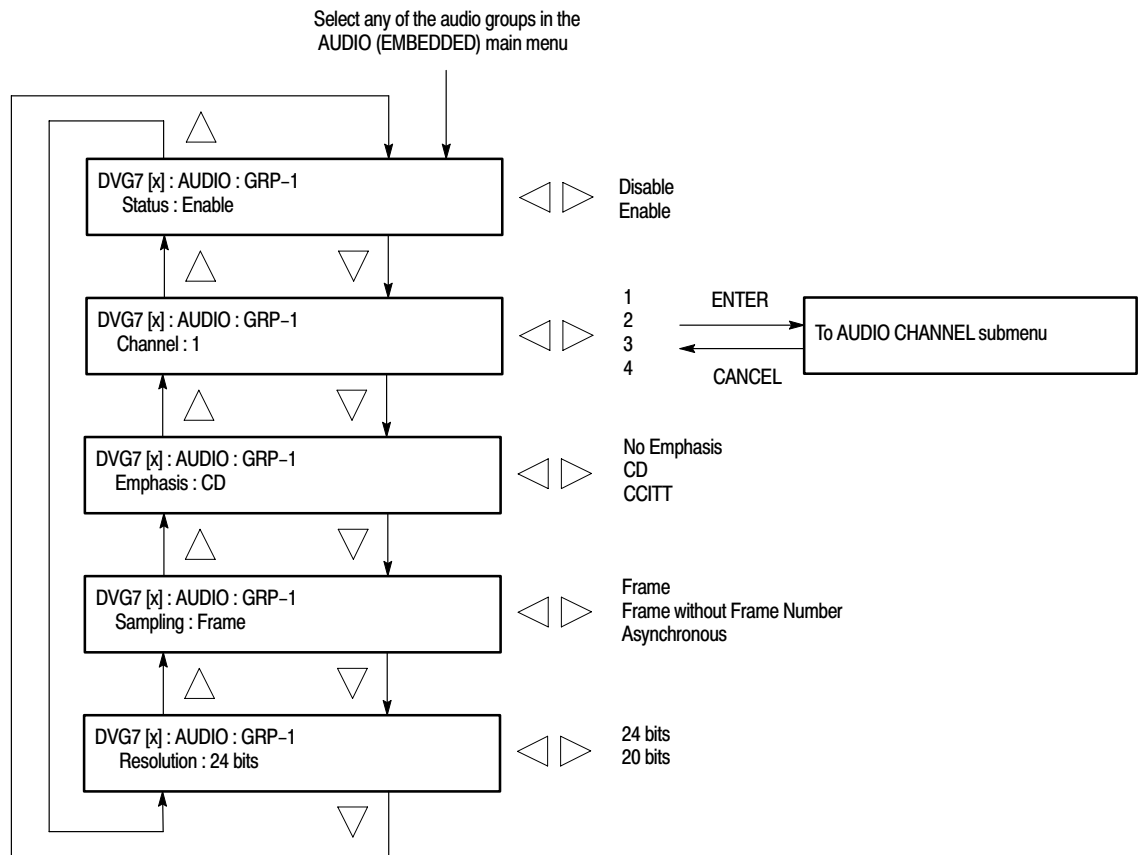 Select any of the audio groups in the
AUDIO (EMBEDDED) main menu
DVG7 [x] : AUDIO : GRP–1
Status : Enable
Disable
Enable
DVG7 [x] : AUDIO : GRP–1
Channel : 1
1
2
3
4
ENTER
CANCEL
To AUDIO CHANNEL submenu
DVG7 [x] : AUDIO : GRP–1
Emphasis : CD
No Emphasis
CD
CCITT
DVG7 [x] : AUDIO : GRP–1
Sampling : Frame
Frame
Frame without Frame Number
Asynchronous
DVG7 [x] : AUDIO : GRP–1
Resolution : 24 bits
24 bits
20 bits